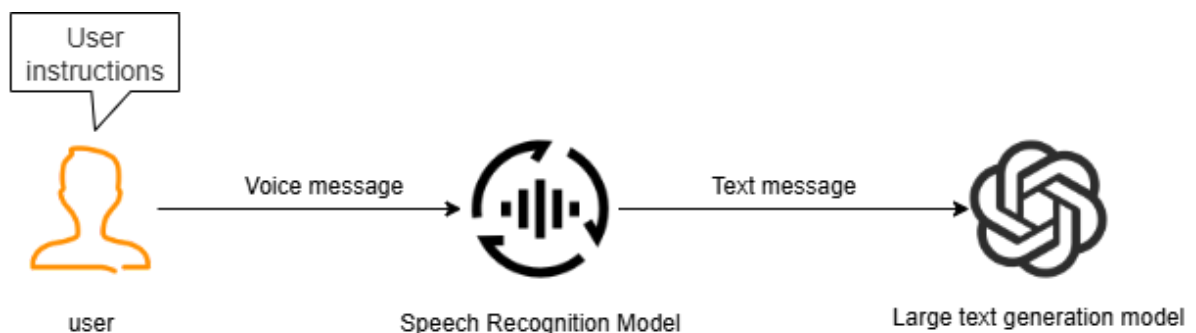 User
instructions
Voice message
Text message
user
Speech Recognition Model
Large text generation model